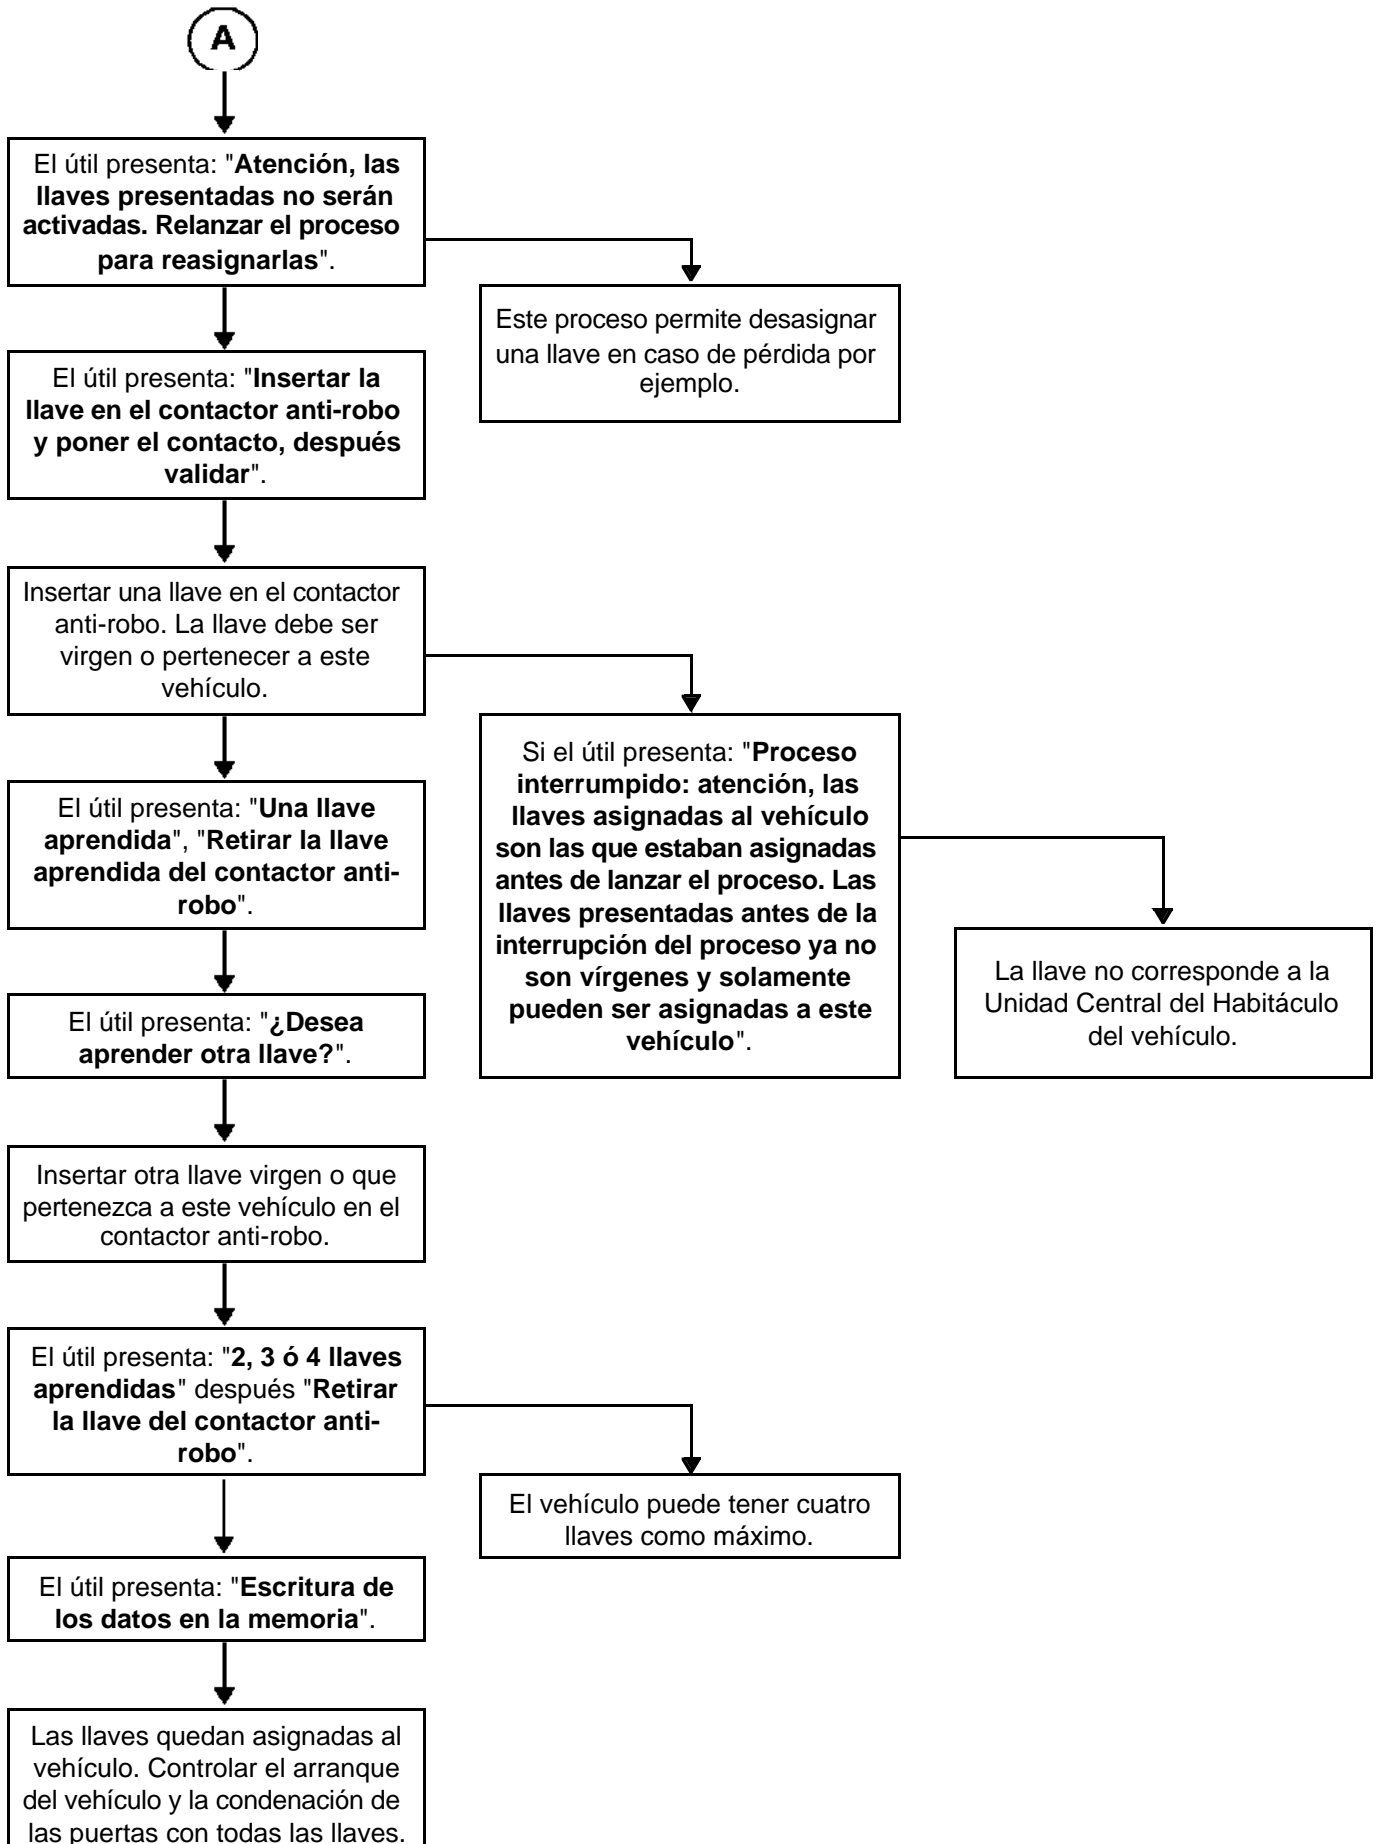 A
El útil presenta: "Atención, las
llaves presentadas no serán
activadas. Relanzar el proceso
para reasignarlas".
Este proceso permite desasignar
una llave en caso de pérdida por
ejemplo.
El útil presenta: "Insertar la
llave en el contactor anti-robo
y poner el contacto, después
validar".
Insertar una llave en el contactor
anti-robo. La llave debe ser
virgen o pertenecer a este
vehículo.
Si el útil presenta: "Proceso
interrumpido: atención, las
llaves asignadas al vehículo
son las que estaban asignadas
antes de lanzar el proceso. Las
llaves presentadas antes de la
interrupción del proceso ya no
son vírgenes y solamente
pueden ser asignadas a este
vehículo".
La llave no corresponde a la
Unidad Central del Habitáculo
del vehículo.
El útil presenta: "Una llave
aprendida", "Retirar la llave
aprendida del contactor anti-
robo".
El útil presenta: "¿Desea
aprender otra llave?".
Insertar otra llave virgen o que
pertenezca a este vehículo en el
contactor anti-robo.
El útil presenta: "2, 3 ó 4 llaves
aprendidas" después "Retirar
la llave del contactor anti-
robo".
El vehículo puede tener cuatro
llaves como máximo.
El útil presenta: "Escritura de
los datos en la memoria".
Las llaves quedan asignadas al
vehículo. Controlar el arranque
del vehículo y la condenación de
las puertas con todas las llaves.